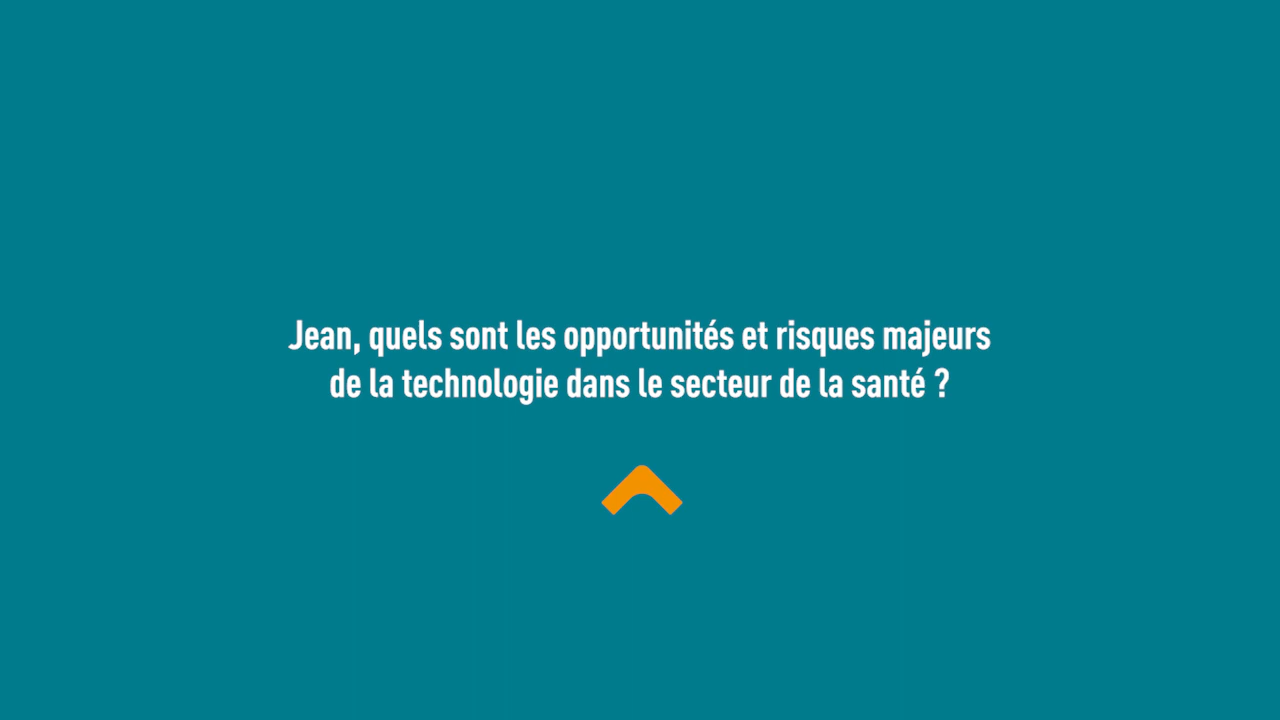 Jean, quels sont les opportunités et risques majeurs
de la technologie dans le secteur de la santé ?